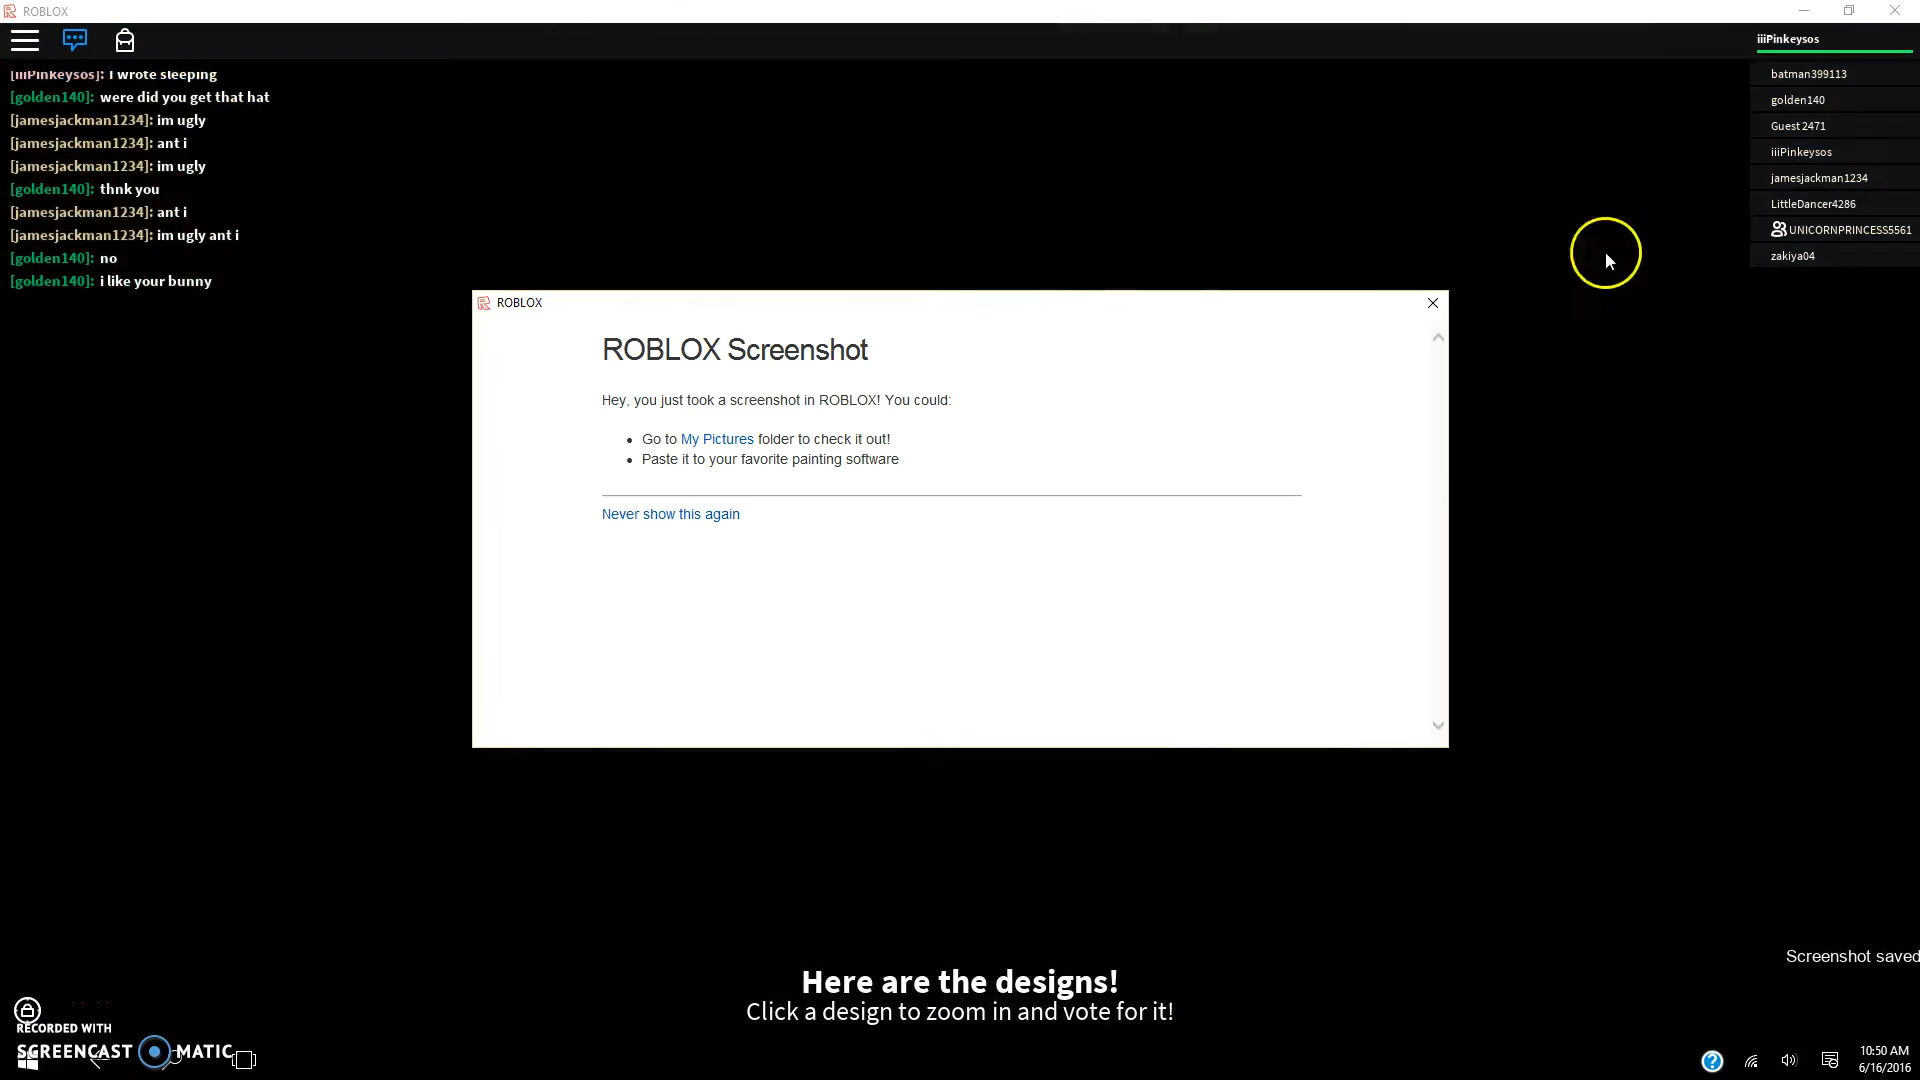 ROBLOX
iiiPinkeysos
[iiiPinkeysos]: I wrote sleeping
[golden140]: were did you get that hat
[jamesjackman1234]: im ugly
[jamesjackman1234]: ant i
[jamesjackman1234]: im ugly
[golden140]: thnk you
[jamesjackman1234]: ant i
[jamesjackman1234]: im ugly ant i
[golden140]: no
[golden140]: i like your bunny
batman399113
golden140
Guest 2471
iiiPinkeysos
jamesjackman1234
LittleDancer4286
UNICORNPRINCESS5561
zakiya04
ROBLOX
ROBLOX Screenshot
Hey, you just took a screenshot in ROBLOX! You could:
Go to My Pictures folder to check it out!
Paste it to your favorite painting software
Never show this again
Screenshot saved
Here are the designs!
Click a design to zoom in and vote for it!
RECORDED WITH
SCREENCAST MATIC
10:50 AM
6/16/2016